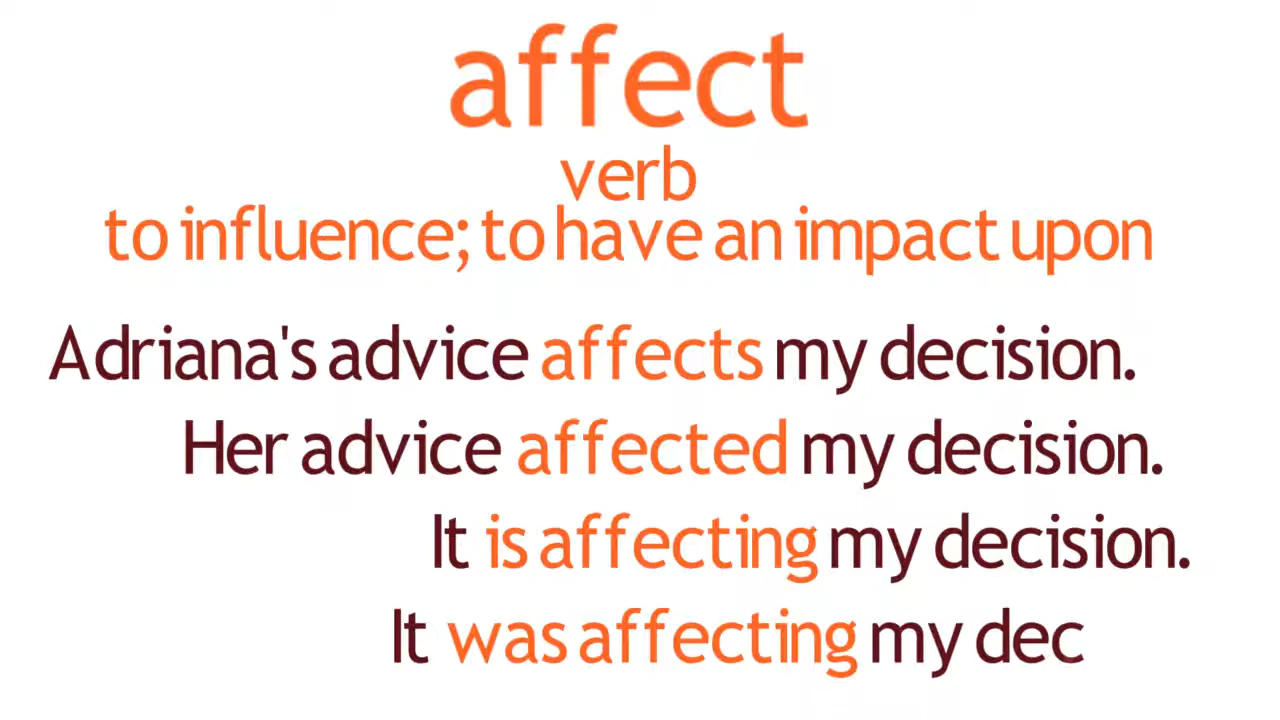 affect
verb
to influence; to have an impact upon
Adriana's advice affects my decision.
Her advice affected my decision.
It is affecting my decision.
It was affecting my dec